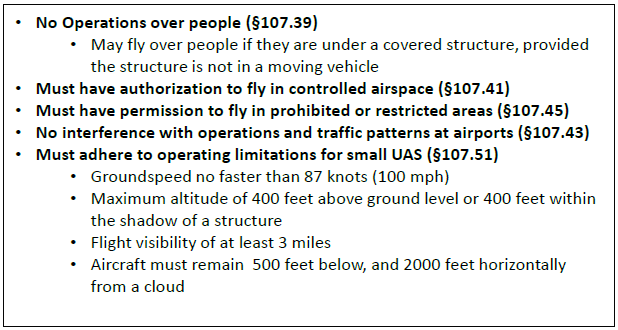 • No Operations over people (§107.39)
• May fly over people if they are under a covered structure, provided
the structure is not in a moving vehicle
• Must have authorization to fly in controlled airspace (§107.41)
• Must have permission to fly in prohibited or restricted areas (§107.45)
• No interference with operations and traffic patterns at airports (§107.43)
• Must adhere to operating limitations for small UAS (§107.51)
• Groundspeed no faster than 87 knots (100 mph)
• Maximum altitude of 400 feet above ground level or 400 feet within
the shadow of a structure
• Flight visibility of at least 3 miles
• Aircraft must remain  500 feet below, and 2000 feet horizontally
from a cloud